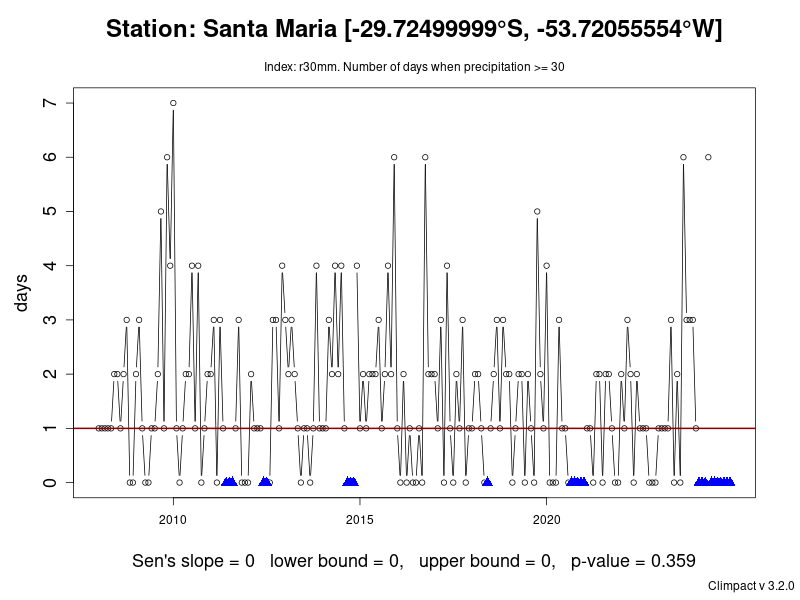 Station: Santa Maria [-29.72499999°S, -53.72055554°W]
Index: r30mm. Number of days when precipitation >= 30
days
7
6
5
4
3
2
1
0
2010 2015 2020
Sen's slope = 0 lower bound = 0, upper bound = 0, p-value = 0.359
Climpact v 3.2.0